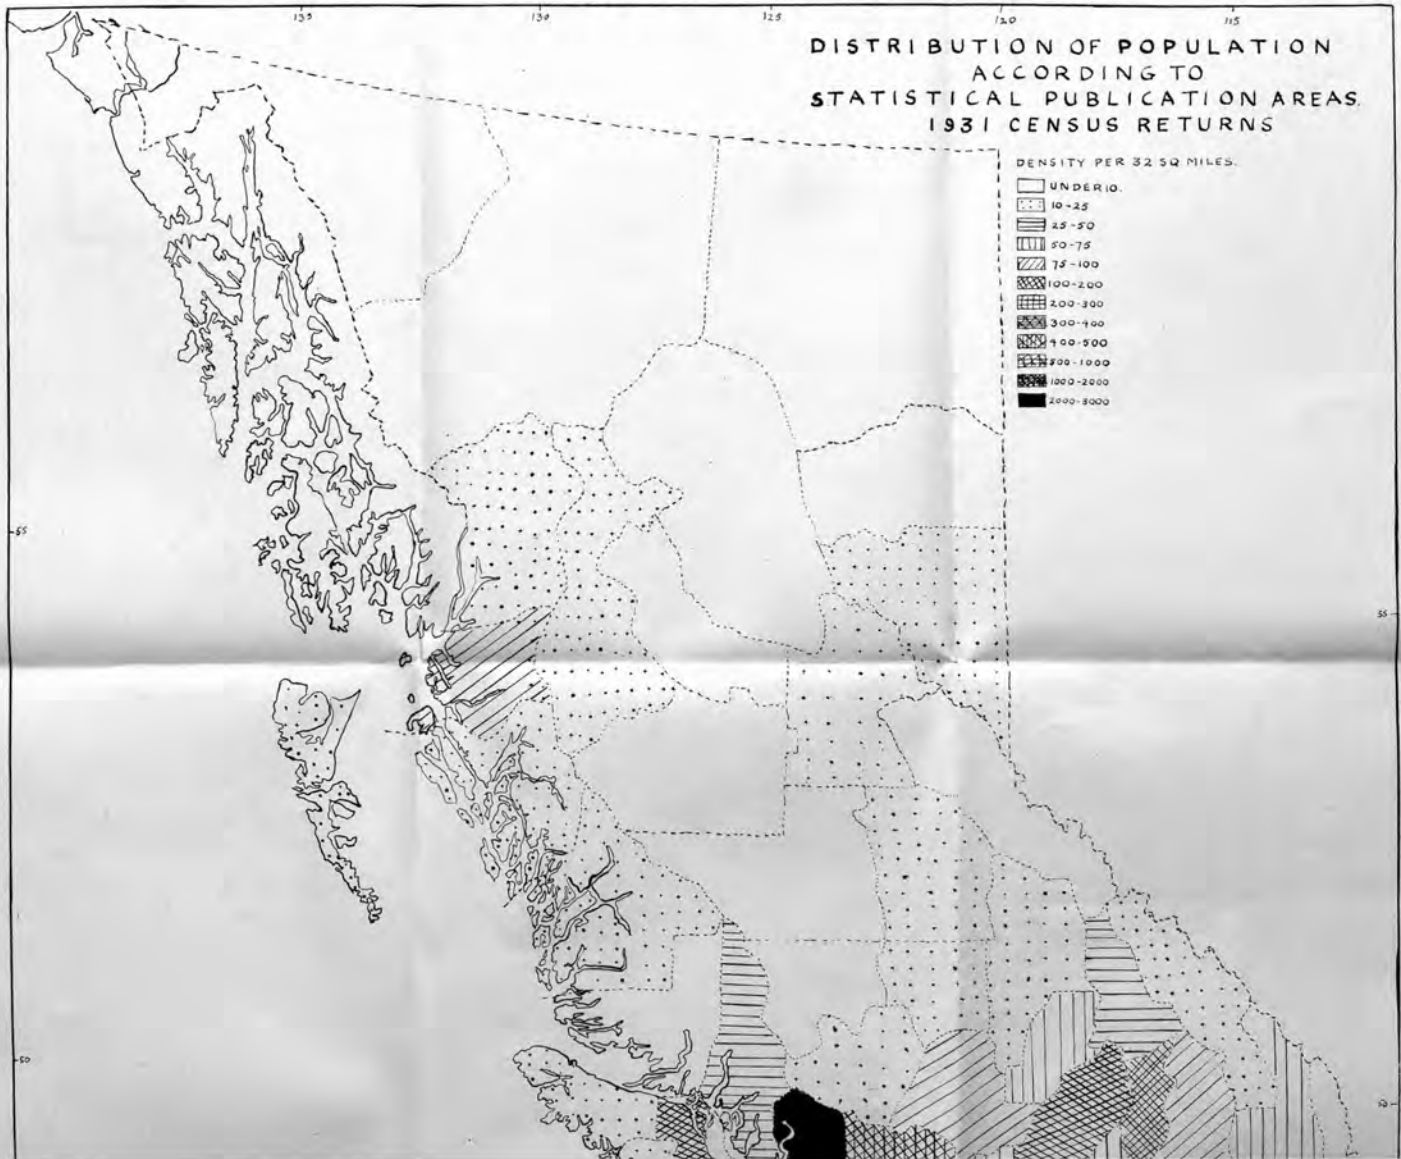 135 130 125 120 115
DISTRIBUTION OF POPULATION
ACCORDING TO
STATISTICAL PUBLICATION AREAS.
1931 CENSUS RETURNS
DENSITY PER 32 SQ MILES.
UNDER 10.
10-25
25-50
50-75
75-100
100-200
200-300
300-400
400-500
500-1000
1000-2000
2000-3000
55
55
50
50